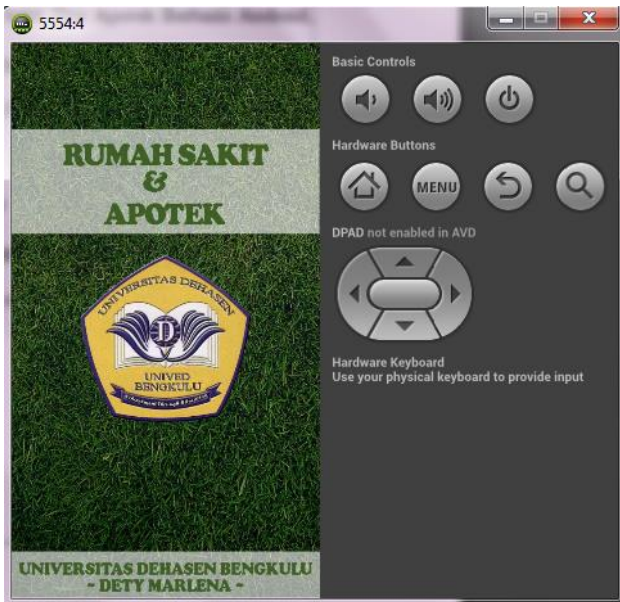 5554:4
RUMAH SAKIT
&
APOTEK
UNIVERSITAS DEHASEN
UNIVED
BENGKULU
UNIVERSITAS DEHASEN BENGKULU
~ DETY MARLENA ~
Basic Controls
Hardware Buttons
MENU
DPAD not enabled in AVD
Hardware Keyboard
Use your physical keyboard to provide input